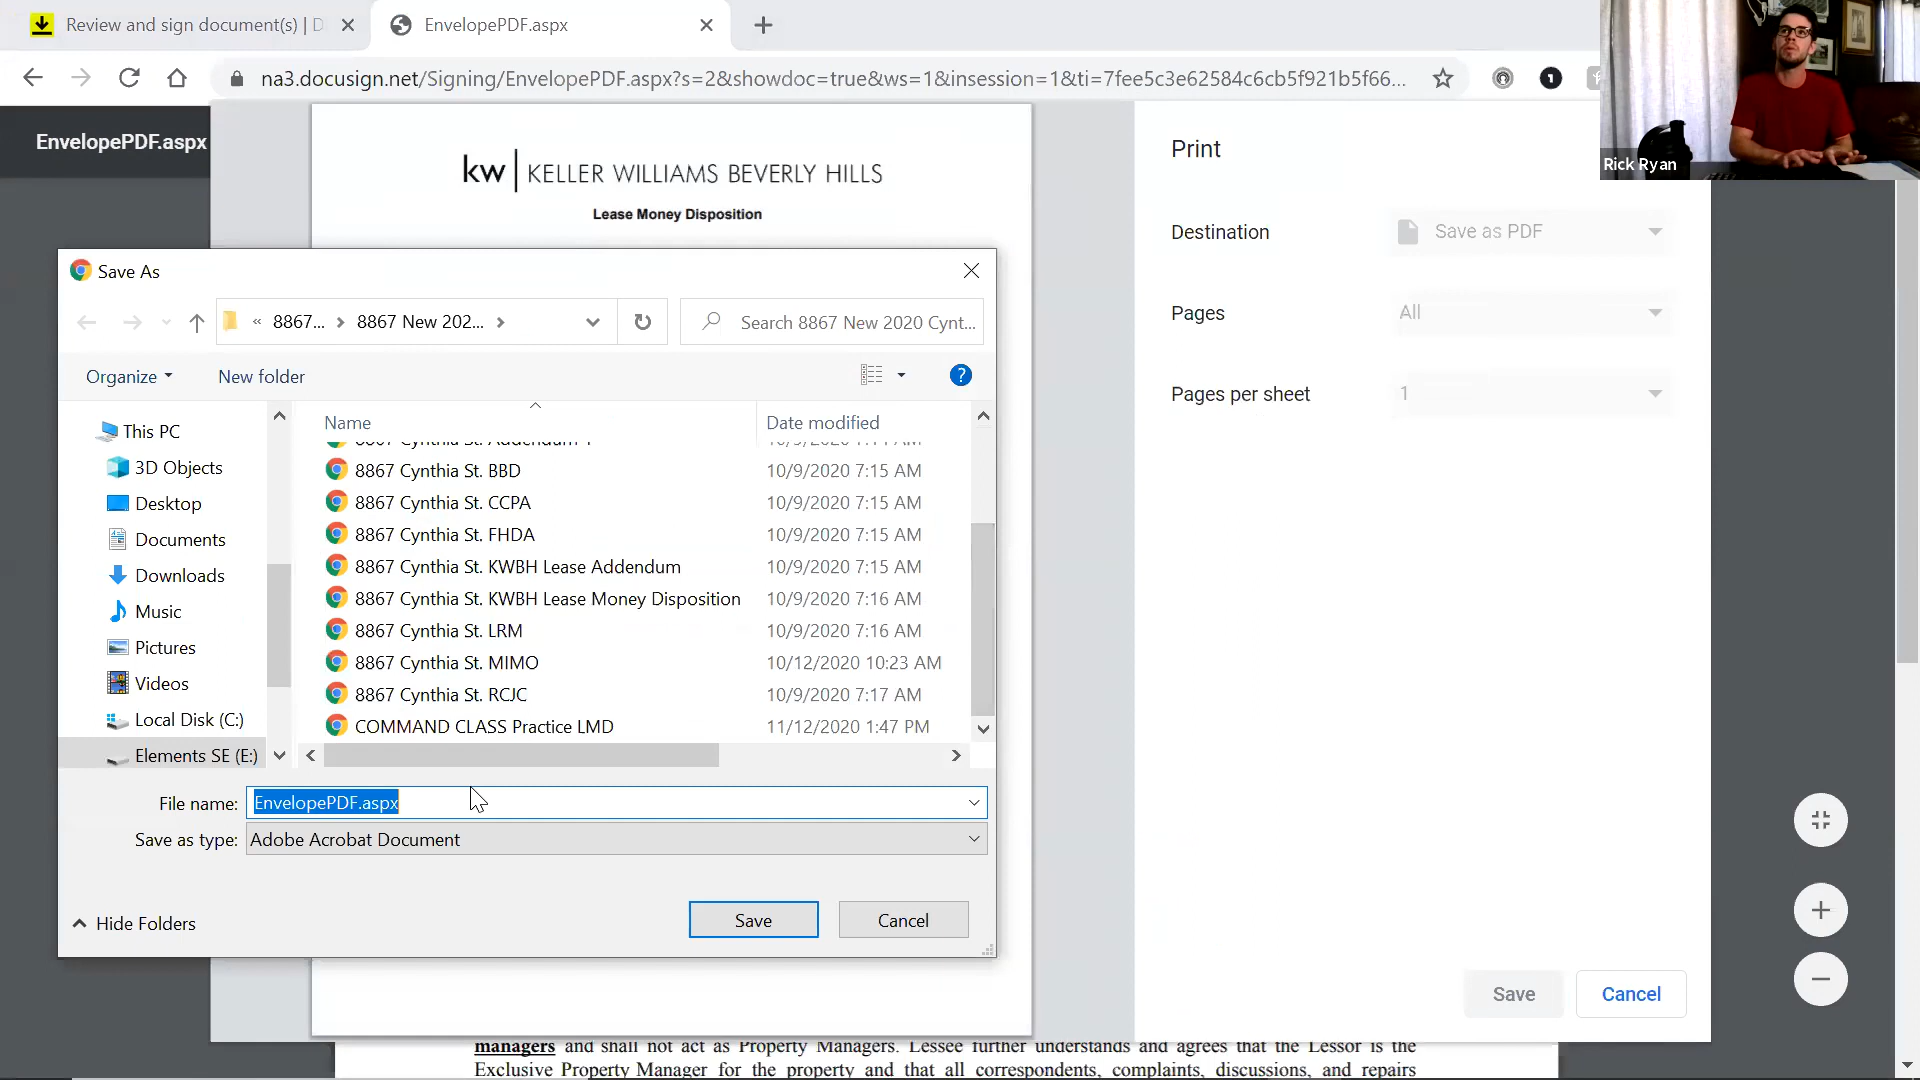 Review and sign document(s) | D
EnvelopePDF.aspx
na3.docusign.net/Signing/EnvelopePDF.aspx?s=2&showdoc=true&ws=1&insession=1&ti=7fee5c3e62584c6cb5f921b5f66...
Rick Ryan
EnvelopePDF.aspx
kw | KELLER WILLIAMS BEVERLY HILLS
Lease Money Disposition
Print
Destination
Save as PDF
Pages
All
Pages per sheet
1
Save
Cancel
Save As
« 8867... > 8867 New 202... >
Search 8867 New 2020 Cynt...
Organize
New folder
?
This PC
3D Objects
Desktop
Documents
Downloads
Music
Pictures
Videos
Local Disk (C:)
Elements SE (E:)
Name Date modified
8867 Cynthia St. Addendum 1
8867 Cynthia St. BBD 10/9/2020 7:15 AM
8867 Cynthia St. CCPA 10/9/2020 7:15 AM
8867 Cynthia St. FHDA 10/9/2020 7:15 AM
8867 Cynthia St. KWBH Lease Addendum 10/9/2020 7:15 AM
8867 Cynthia St. KWBH Lease Money Disposition 10/9/2020 7:16 AM
8867 Cynthia St. LRM 10/9/2020 7:16 AM
8867 Cynthia St. MIMO 10/12/2020 10:23 AM
8867 Cynthia St. RCJC 10/9/2020 7:17 AM
COMMAND CLASS Practice LMD 11/12/2020 1:47 PM
File name: EnvelopePDF.aspx
Save as type: Adobe Acrobat Document
Hide Folders
Save
Cancel
managers and shall not act as Property Managers. Lessee further understands and agrees that the Lessor is the
Exclusive Property Manager for the property and that all correspondents, complaints, discussions, and repairs